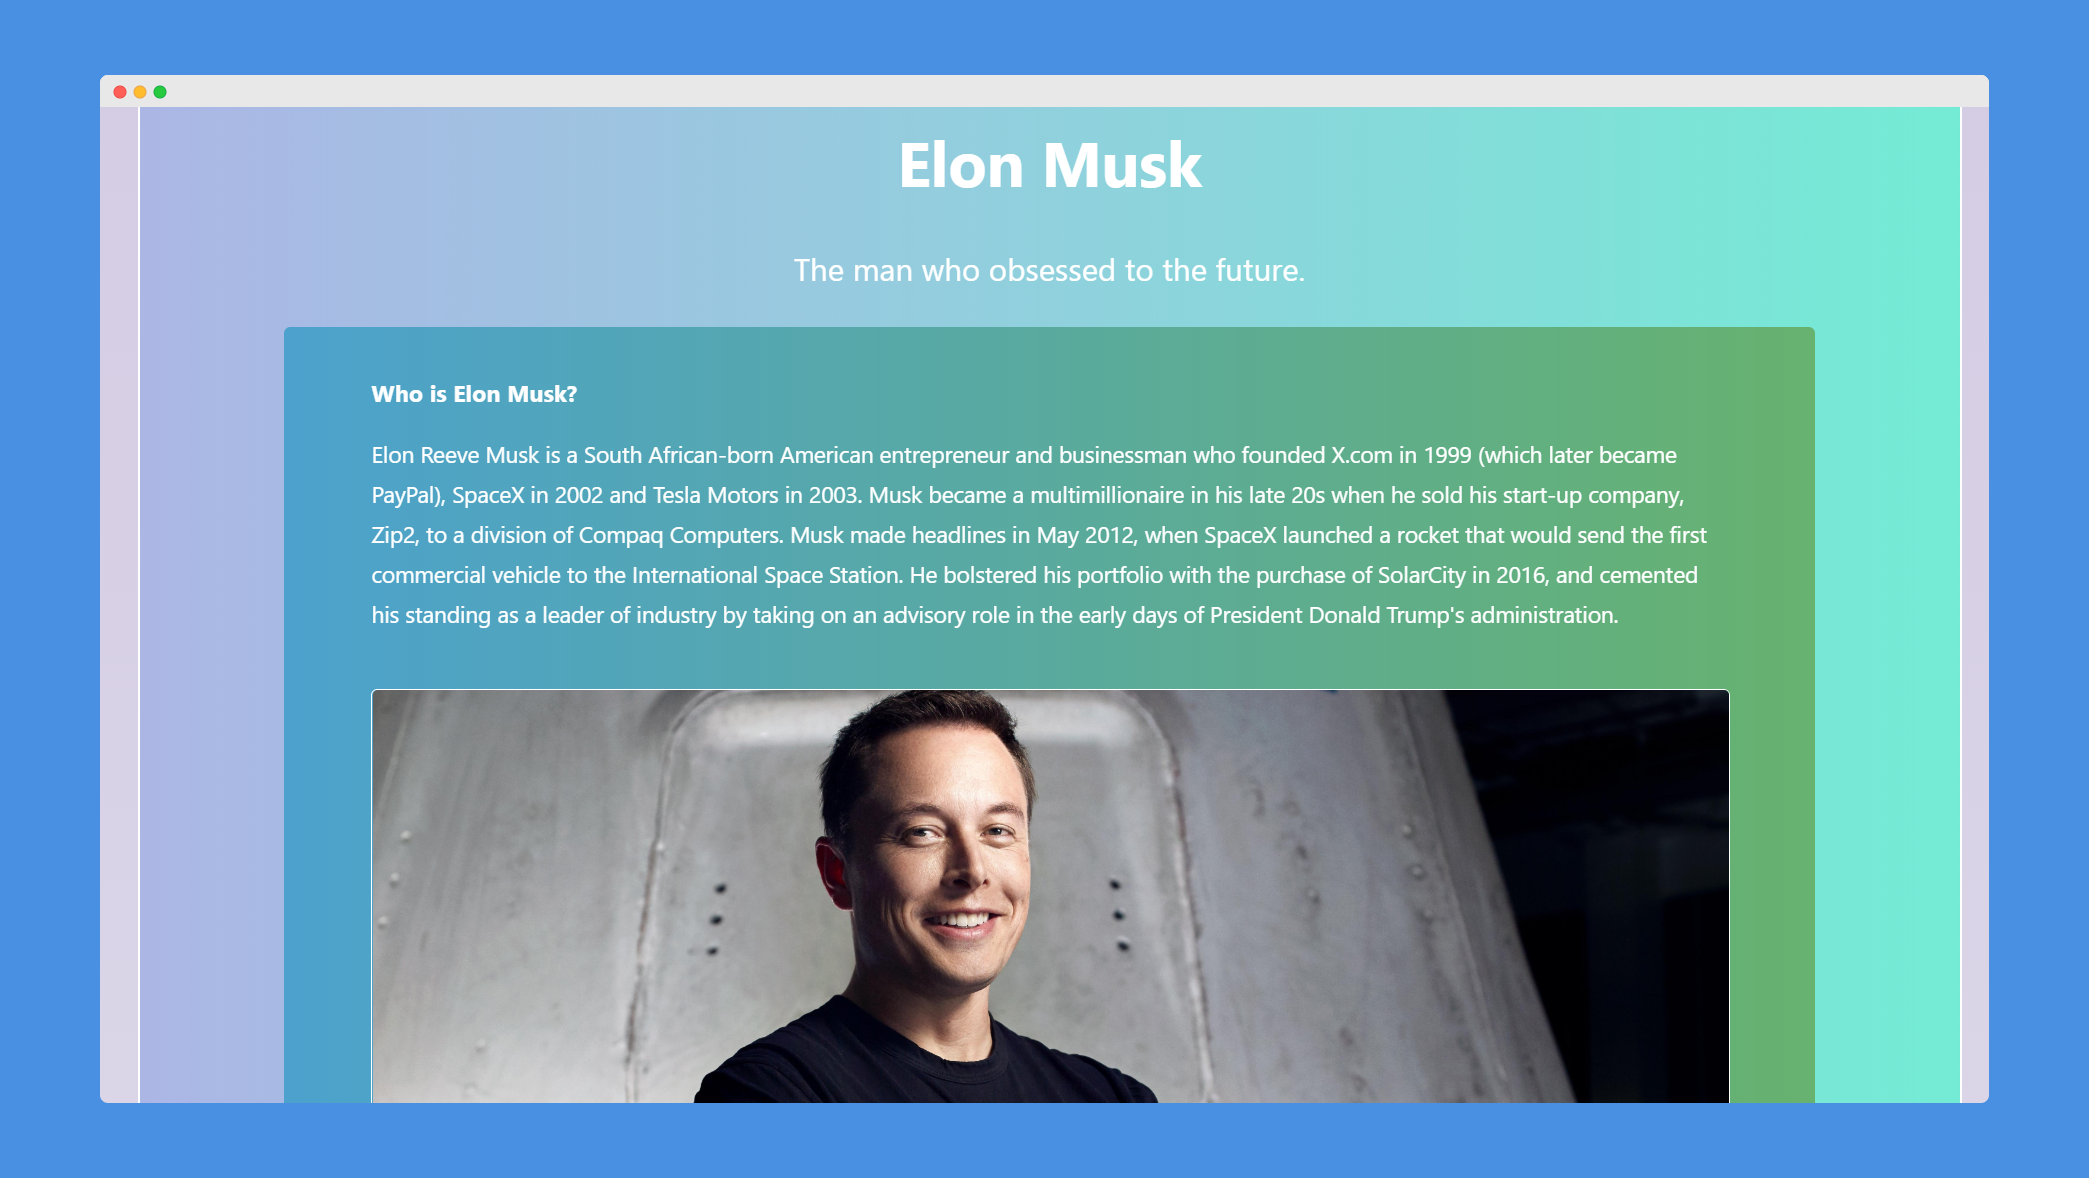 Elon Musk
The man who obsessed to the future.
Who is Elon Musk?
Elon Reeve Musk is a South African-born American entrepreneur and businessman who founded X.com in 1999 (which later became
PayPal), SpaceX in 2002 and Tesla Motors in 2003. Musk became a multimillionaire in his late 20s when he sold his start-up company,
Zip2, to a division of Compaq Computers. Musk made headlines in May 2012, when SpaceX launched a rocket that would send the first
commercial vehicle to the International Space Station. He bolstered his portfolio with the purchase of SolarCity in 2016, and cemented
his standing as a leader of industry by taking on an advisory role in the early days of President Donald Trump's administration.